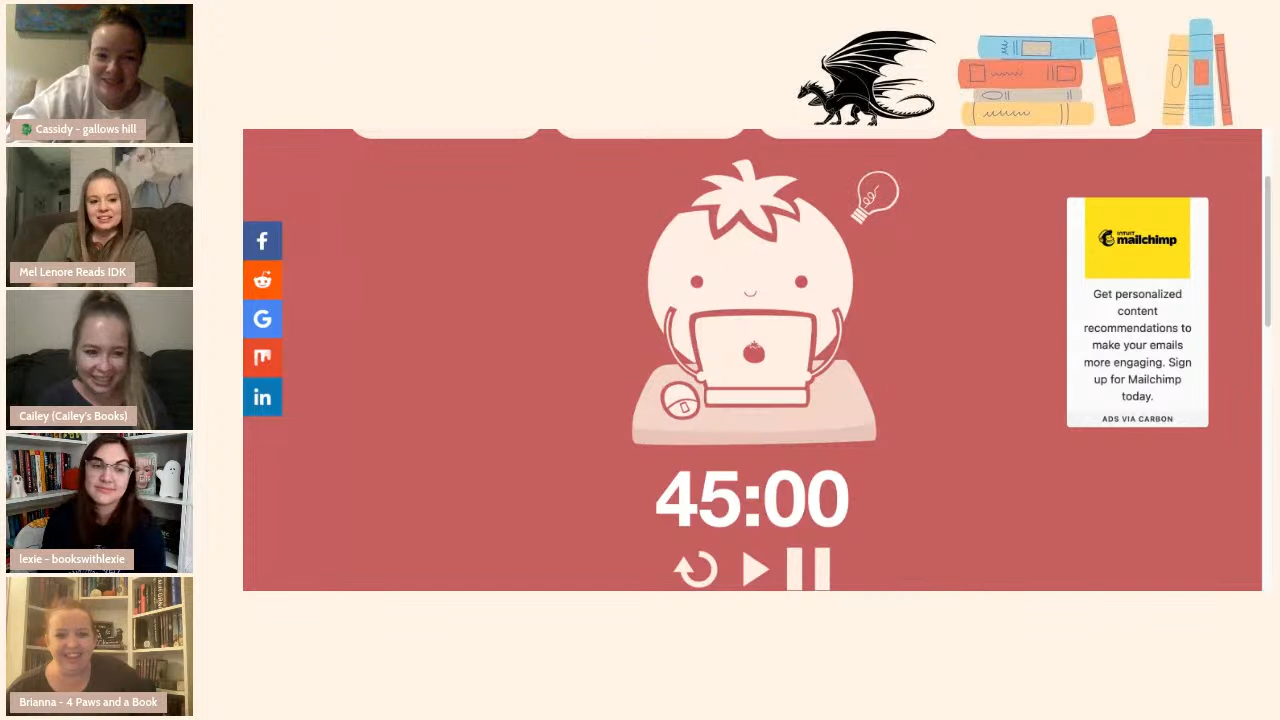 Cassidy - gallows hill
Mel Lenore Reads IDK
Cailey (Cailey's Books)
lexie - bookswithlexie
Brianna - 4 Paws and a Book
INTUIT
mailchimp
Get personalized
content
recommendations to
make your emails
more engaging. Sign
up for Mailchimp
today.
ADS VIA CARBON
45:00